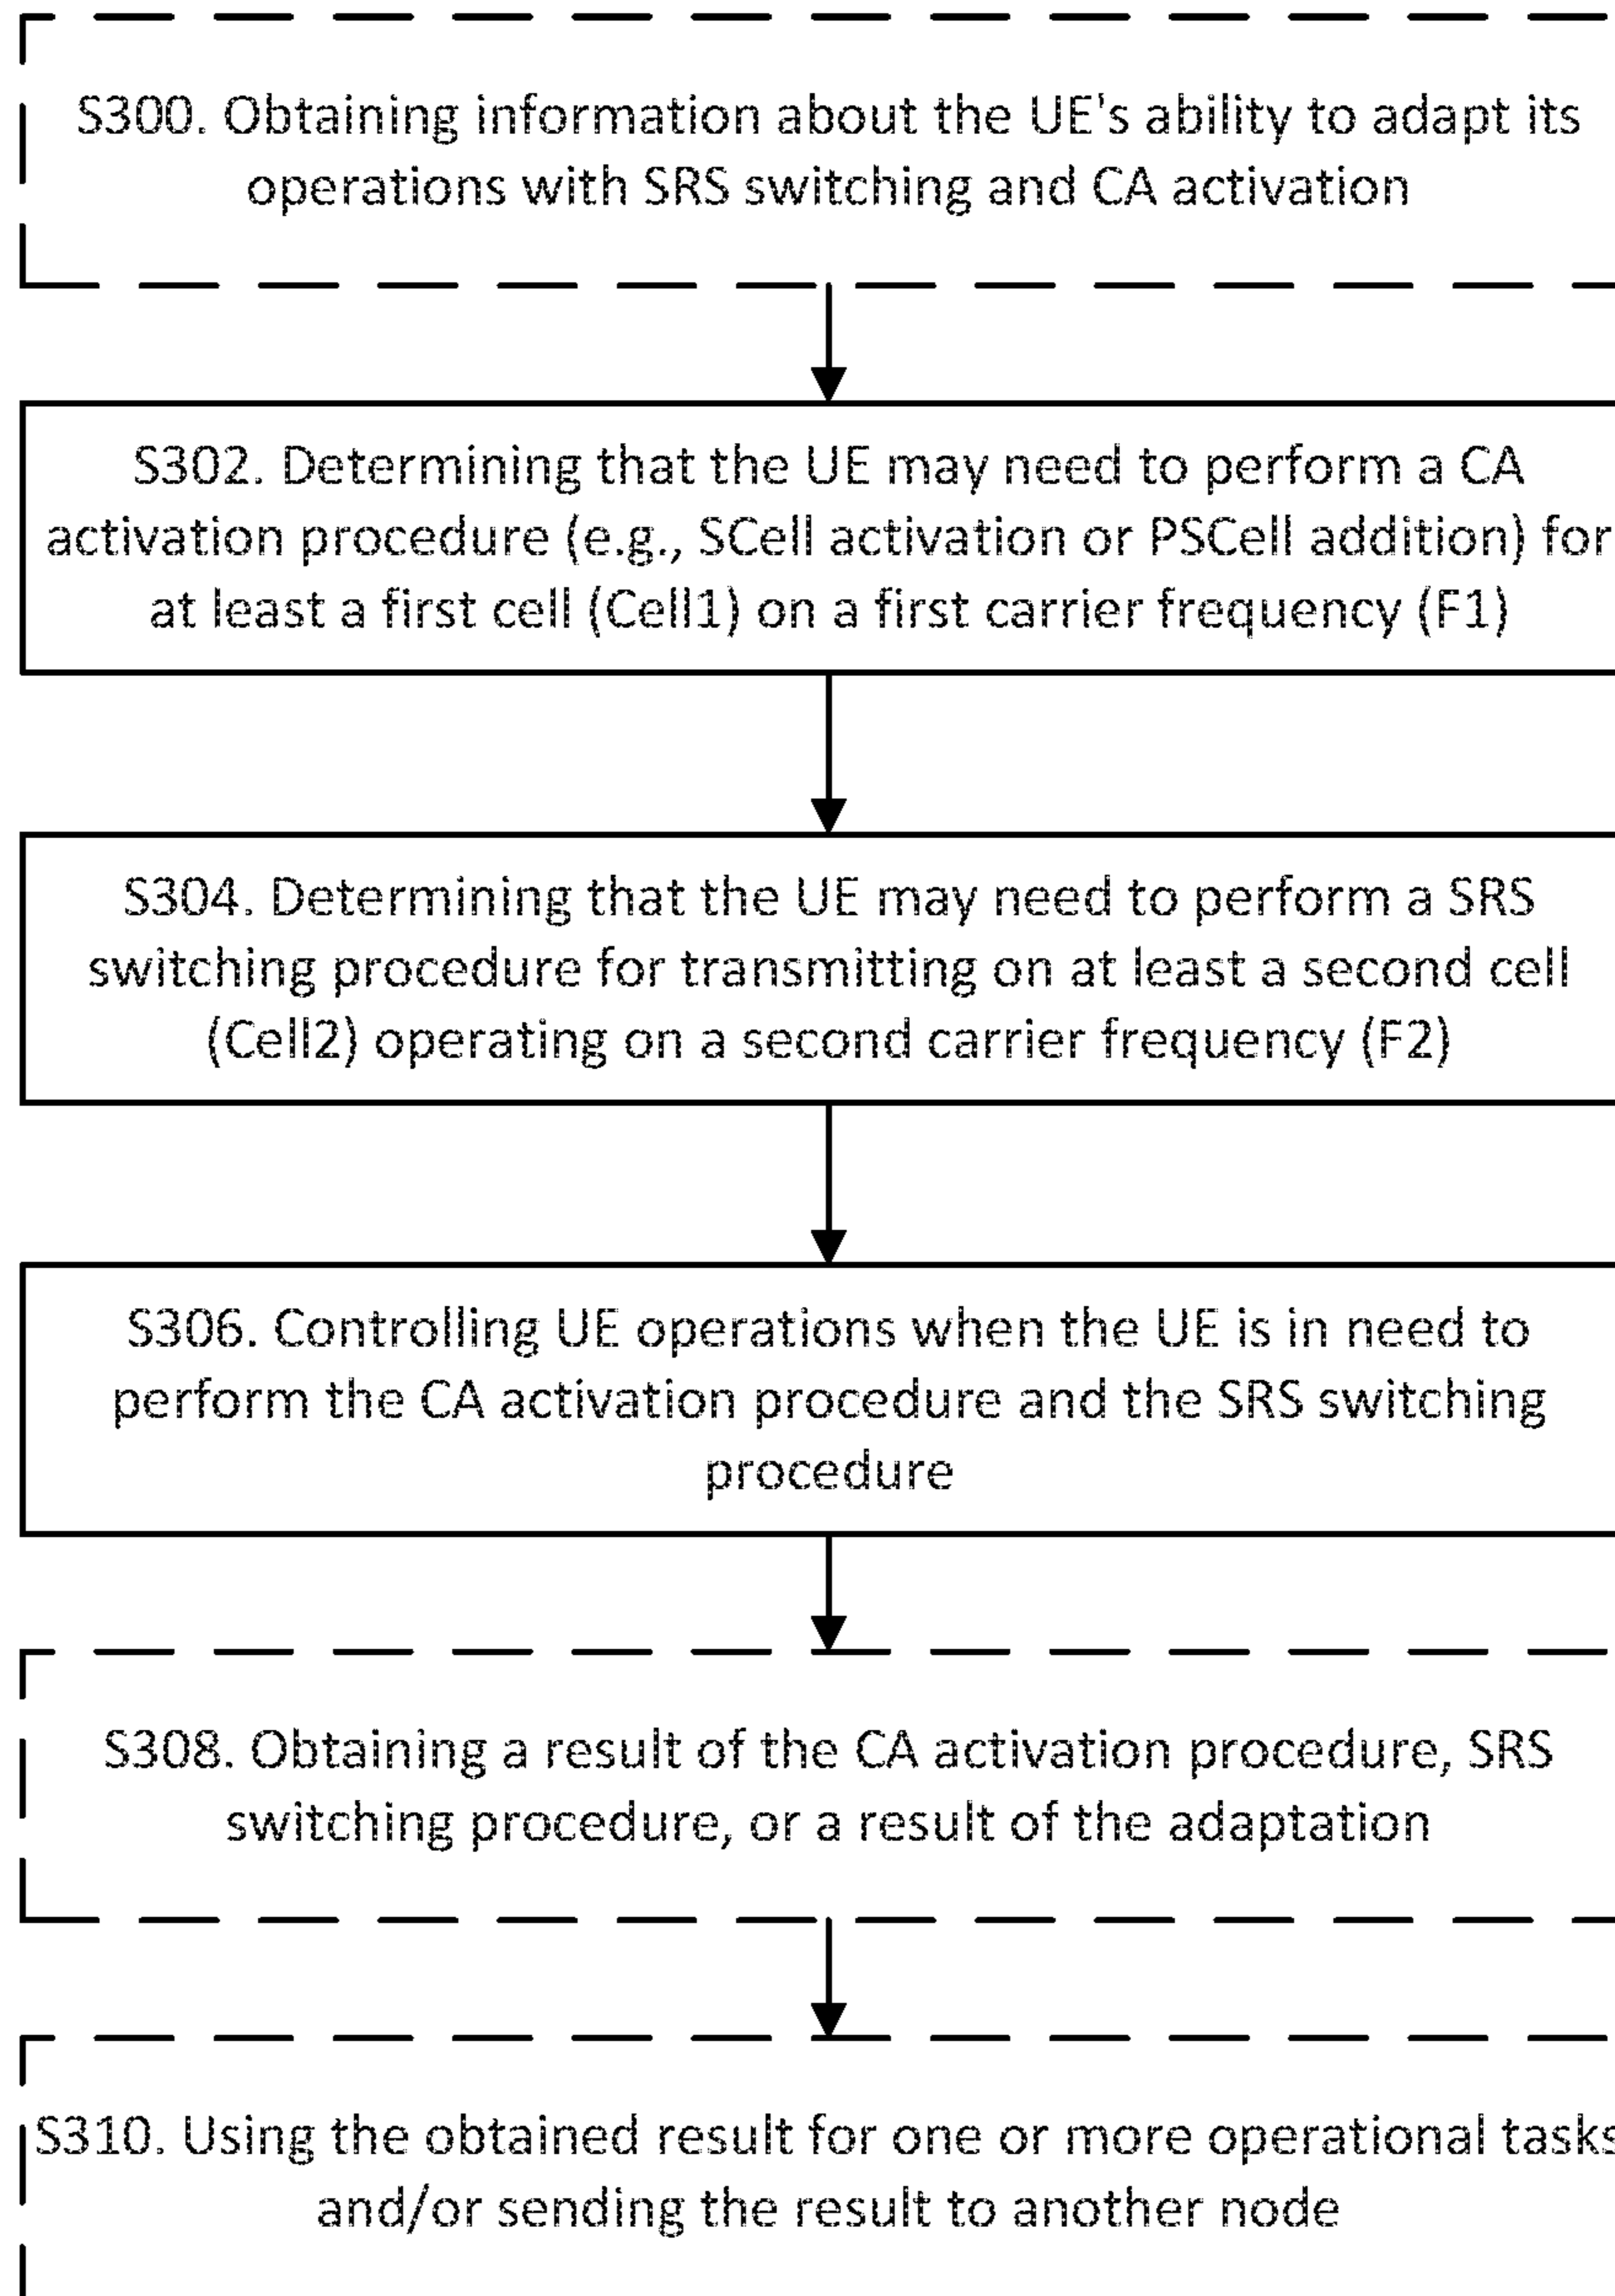 S300. Obtaining information about the UE's ability to adapt its
operations with SRS switching and CA activation
S302. Determining that the UE may need to perform a CA
activation procedure (e.g., SCell activation or PSCell addition) for
at least a first cell (Cell1) on a first carrier frequency (F1)
S304. Determining that the UE may need to perform a SRS
switching procedure for transmitting on at least a second cell
(Cell2) operating on a second carrier frequency (F2)
S306. Controlling UE operations when the UE is in need to
perform the CA activation procedure and the SRS switching
procedure
S308. Obtaining a result of the CA activation procedure, SRS
switching procedure, or a result of the adaptation
S310. Using the obtained result for one or more operational tasks
and/or sending the result to another node